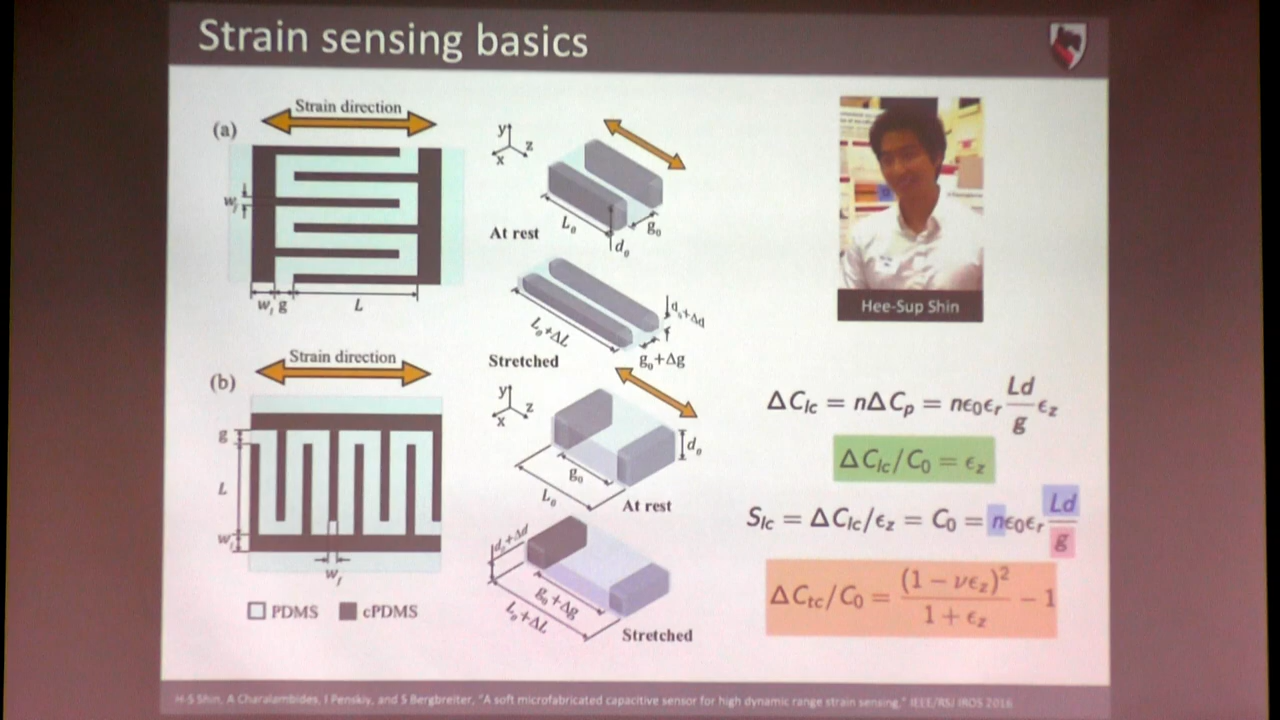 Strain sensing basics
(a)
Strain direction
w_f
w_f g L
y
z
x
At rest
L₀
g₀
d₀
Stretched
L₀+ΔL
d₀+Δd
g₀+Δg
Hee-Sup Shin
(b)
Strain direction
g
L
w_f
w_f
PDMS cPDMS
y
z
x
d₀
g₀
L₀
At rest
d₀+Δd
g₀+Δg
L₀+ΔL
Stretched
ΔC_lc = nΔC_p = nϵ₀ϵ_r Ld/g ϵ_z
ΔC_lc/C₀ = ϵ_z
S_lc = ΔC_lc/ϵ_z = C₀ = nϵ₀ϵ_r Ld/g
ΔC_tc/C₀ = (1 − νϵ_z)²/(1 + ϵ_z) − 1
H-S Shin, A Charalambides, I Penskiy, and S Bergbreiter, "A soft microfabricated capacitive sensor for high dynamic range strain sensing," IEEE/RSJ IROS 2016